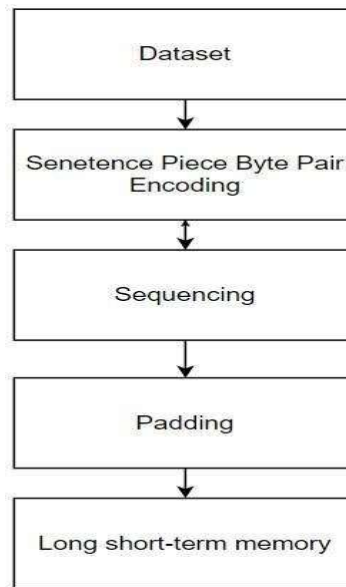 Dataset
Senetence Piece Byte Pair
Encoding
Sequencing
Padding
Long short-term memory